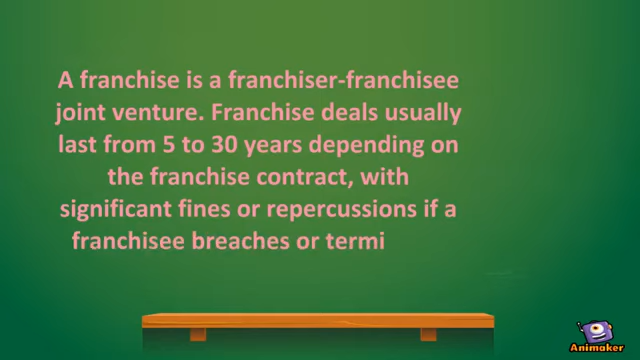 A franchise is a franchiser-franchisee
joint venture. Franchise deals usually
last from 5 to 30 years depending on
the franchise contract, with
significant fines or repercussions if a
franchisee breaches or termi
Animaker